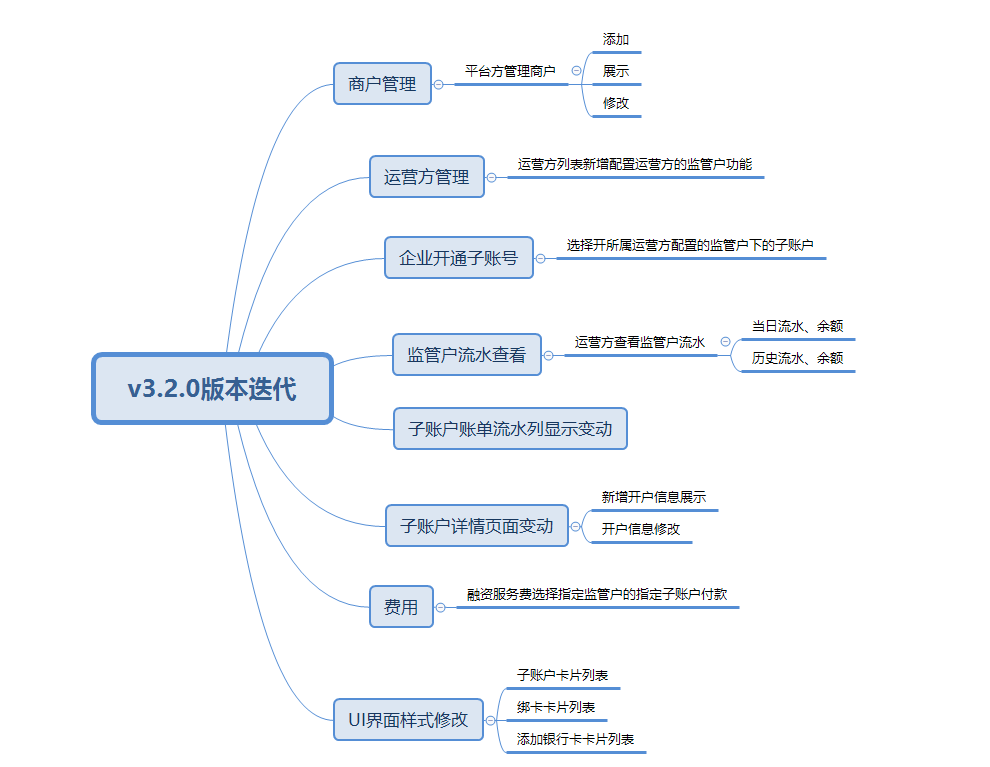 v3.2.0版本迭代
商户管理
平台方管理商户
添加
展示
修改
运营方管理
运营方列表新增配置运营方的监管户功能
企业开通子账号
选择开所属运营方配置的监管户下的子账户
监管户流水查看
运营方查看监管户流水
当日流水、余额
历史流水、余额
子账户账单流水列显示变动
子账户详情页面变动
新增开户信息展示
开户信息修改
费用
融资服务费选择指定监管户的指定子账户付款
UI界面样式修改
子账户卡片列表
绑卡卡片列表
添加银行卡卡片列表